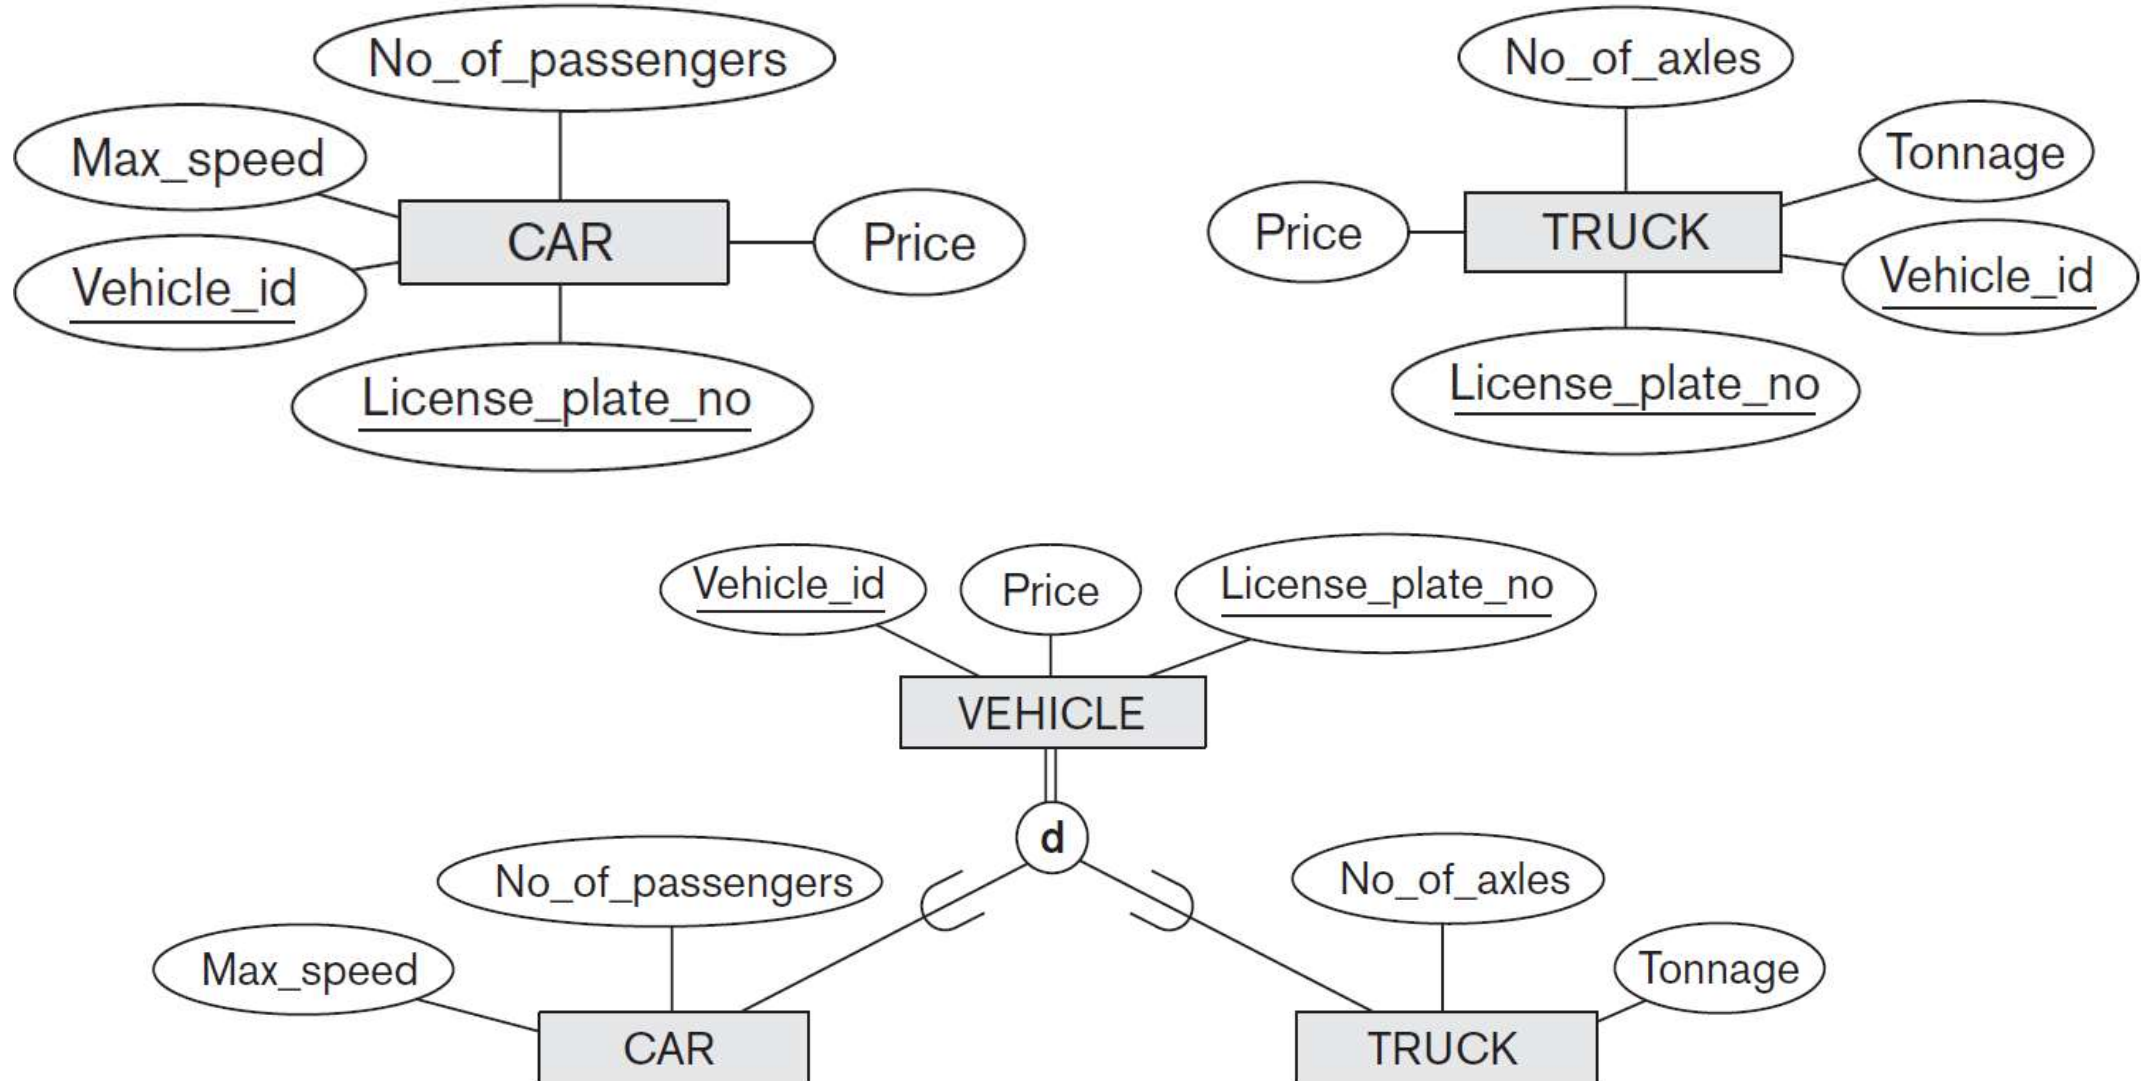 No_of_passengers
Max_speed
CAR
Price
Vehicle_id
License_plate_no
No_of_axles
Tonnage
Price
TRUCK
Vehicle_id
License_plate_no
Vehicle_id
Price
License_plate_no
VEHICLE
d
No_of_passengers
Max_speed
CAR
No_of_axles
Tonnage
TRUCK